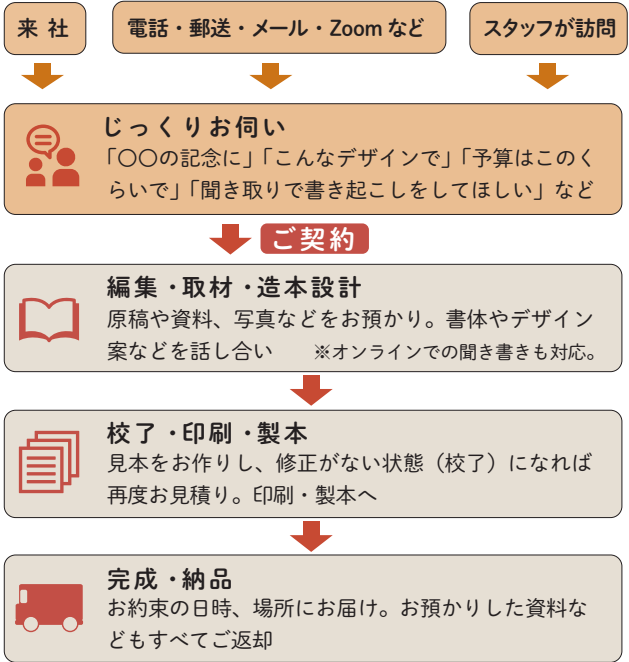 来 社
電話・郵送・メール・Zoom など
スタッフが訪問
じっくりお伺い
「〇〇の記念に」「こんなデザインで」「予算はこのく
らいで」「聞き取りで書き起こしをしてほしい」など
ご契約
編集・取材・造本設計
原稿や資料、写真などをお預かり。書体やデザイン
案などを話し合い　　※オンラインでの聞き書きも対応。
校了・印刷・製本
見本をお作りし、修正がない状態（校了）になれば
再度お見積り。印刷・製本へ
完成・納品
お約束の日時、場所にお届け。お預かりした資料な
どもすべてご返却